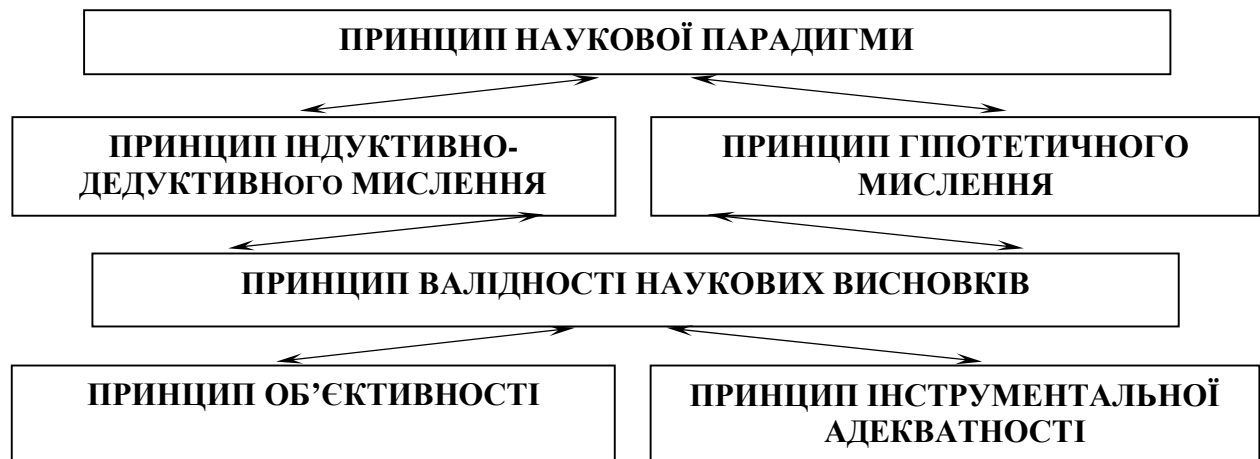 ПРИНЦИП НАУКОВОЇ ПАРАДИГМИ
ПРИНЦИП ІНДУКТИВНО-
ДЕДУКТИВНого МИСЛЕННЯ
ПРИНЦИП ГІПОТЕТИЧНОГО
МИСЛЕННЯ
ПРИНЦИП ВАЛІДНОСТІ НАУКОВИХ ВИСНОВКІВ
ПРИНЦИП ОБ’ЄКТИВНОСТІ
ПРИНЦИП ІНСТРУМЕНТАЛЬНОЇ
АДЕКВАТНОСТІ